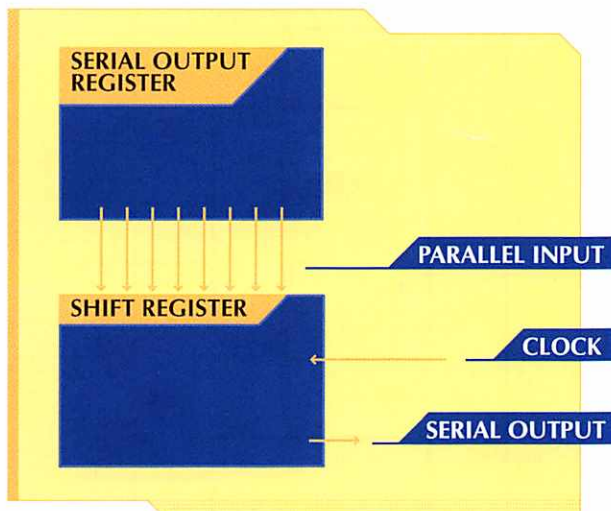 SERIAL OUTPUT
REGISTER
PARALLEL INPUT
SHIFT REGISTER
CLOCK
SERIAL OUTPUT